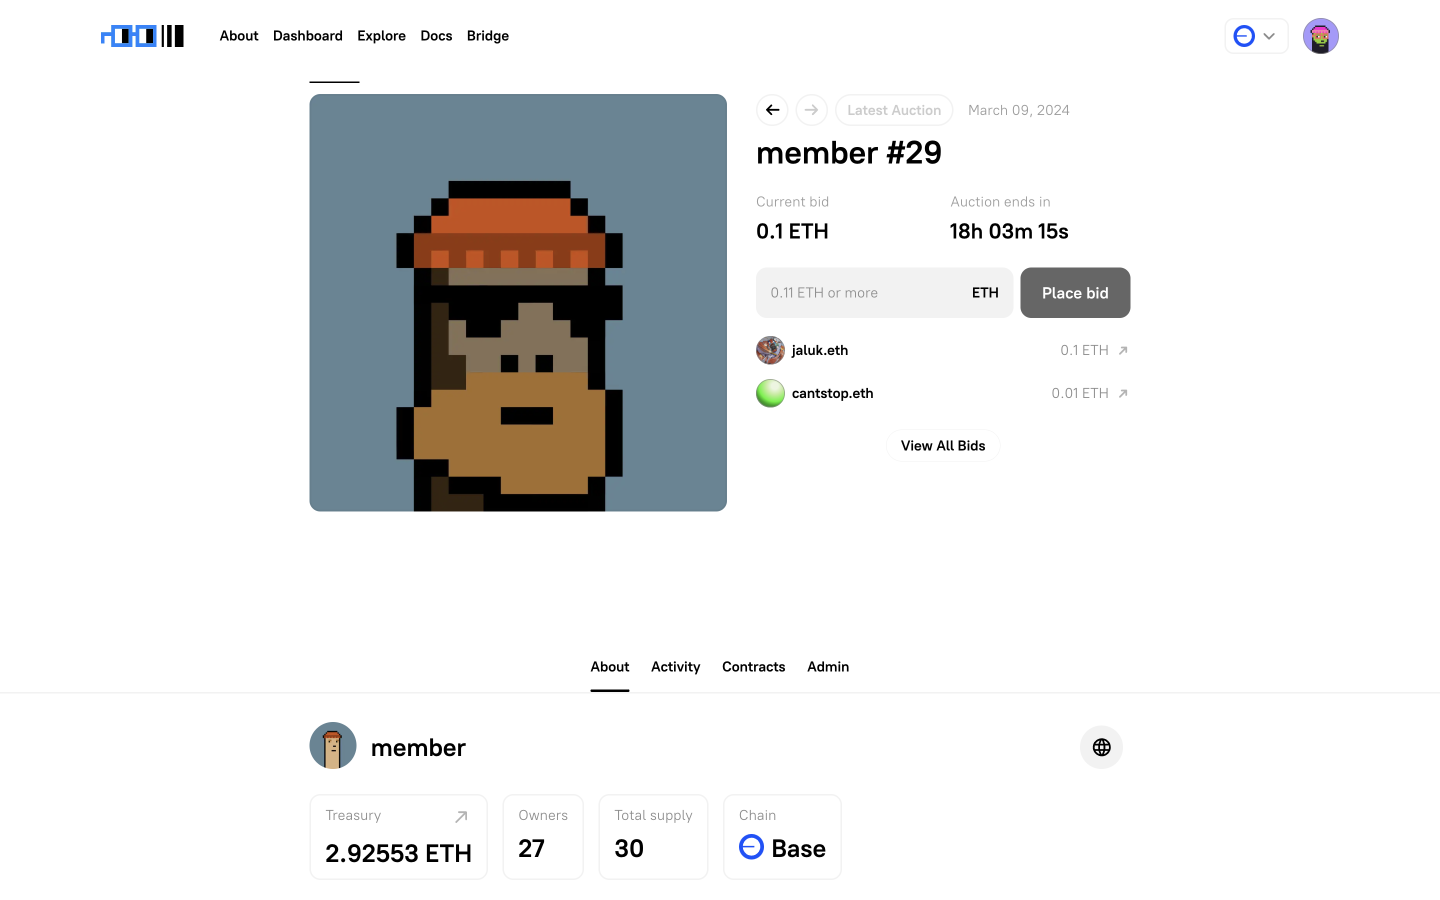 About Dashboard Explore Docs Bridge
Latest Auction March 09, 2024
member #29
Current bid Auction ends in
0.1 ETH 18h 03m 15s
0.11 ETH or more ETH Place bid
jaluk.eth 0.1 ETH
cantstop.eth 0.01 ETH
View All Bids
About Activity Contracts Admin
member
Treasury Owners Total supply Chain
2.92553 ETH 27 30 Base